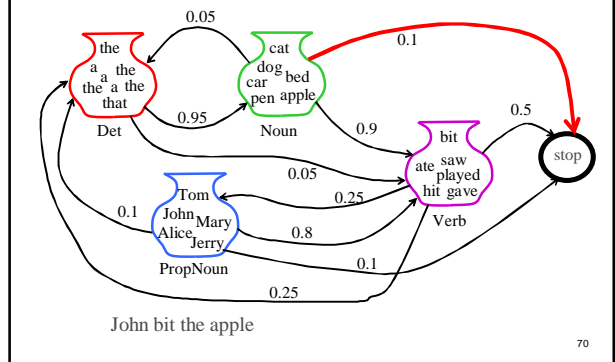 0.05
0.1
the
a the
a
the a the
that
Det
cat
dog
car bed
pen apple
Noun
0.95
0.9
0.5
bit
ate saw
played
hit gave
Verb
stop
0.05
0.25
Tom
John
Mary
Alice
Jerry
PropNoun
0.1
0.8
0.1
0.25
John bit the apple
70